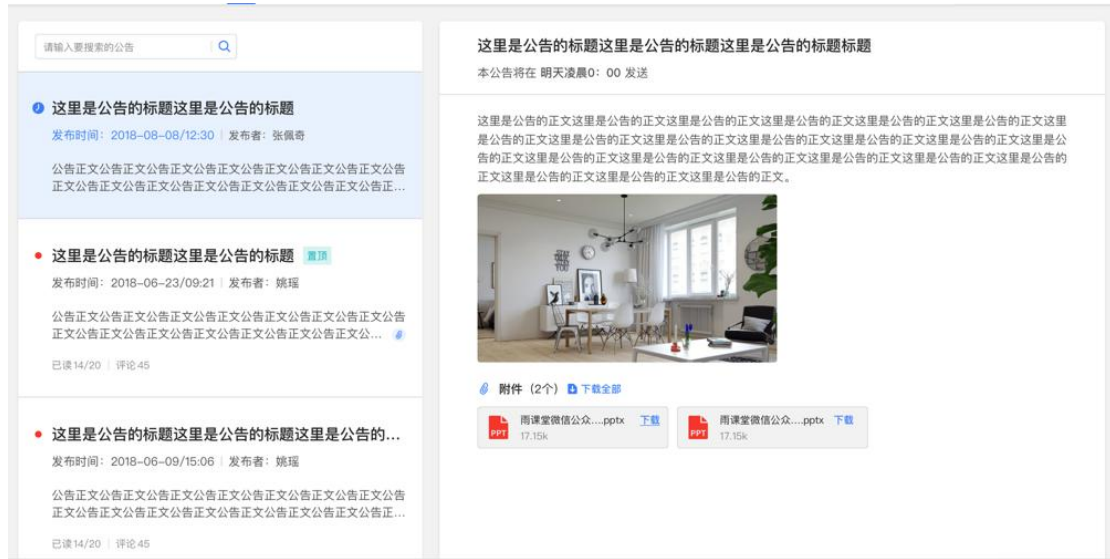 请输入要搜索的公告
这里是公告的标题这里是公告的标题
发布时间：2018-08-08/12:30 | 发布者：张佩奇
公告正文公告正文公告正文公告正文公告正文公告正文公告
正文公告正文公告正文公告正文公告正文公告正文公告正...
这里是公告的标题这里是公告的标题 置顶
发布时间：2018-06-23/09:21 | 发布者：姚瑶
公告正文公告正文公告正文公告正文公告正文公告正文公告
正文公告正文公告正文公告正文公告正文公告正文公...
已读14/20 | 评论45
这里是公告的标题这里是公告的标题这里是公告的...
发布时间：2018-06-09/15:06 | 发布者：姚瑶
公告正文公告正文公告正文公告正文公告正文公告正文公告
正文公告正文公告正文公告正文公告正文公告正文公告正...
已读14/20 | 评论45
这里是公告的标题这里是公告的标题这里是公告的标题标题
本公告将在 明天凌晨0：00 发送
这里是公告的正文这里是公告的正文这里是公告的正文这里是公告的正文这里是公告的正文这里是公告的正文这里
是公告的正文这里是公告的正文这里是公告的正文这里是公告的正文这里是公告的正文这里是公告的正文这里是公
告的正文这里是公告的正文这里是公告的正文这里是公告的正文这里是公告的正文这里是公告的正文这里是公告的
正文这里是公告的正文这里是公告的正文这里是公告的正文。
附件（2个） 下载全部
PPT 雨课堂微信公众....pptx 下载
17.15k
PPT 雨课堂微信公众....pptx 下载
17.15k